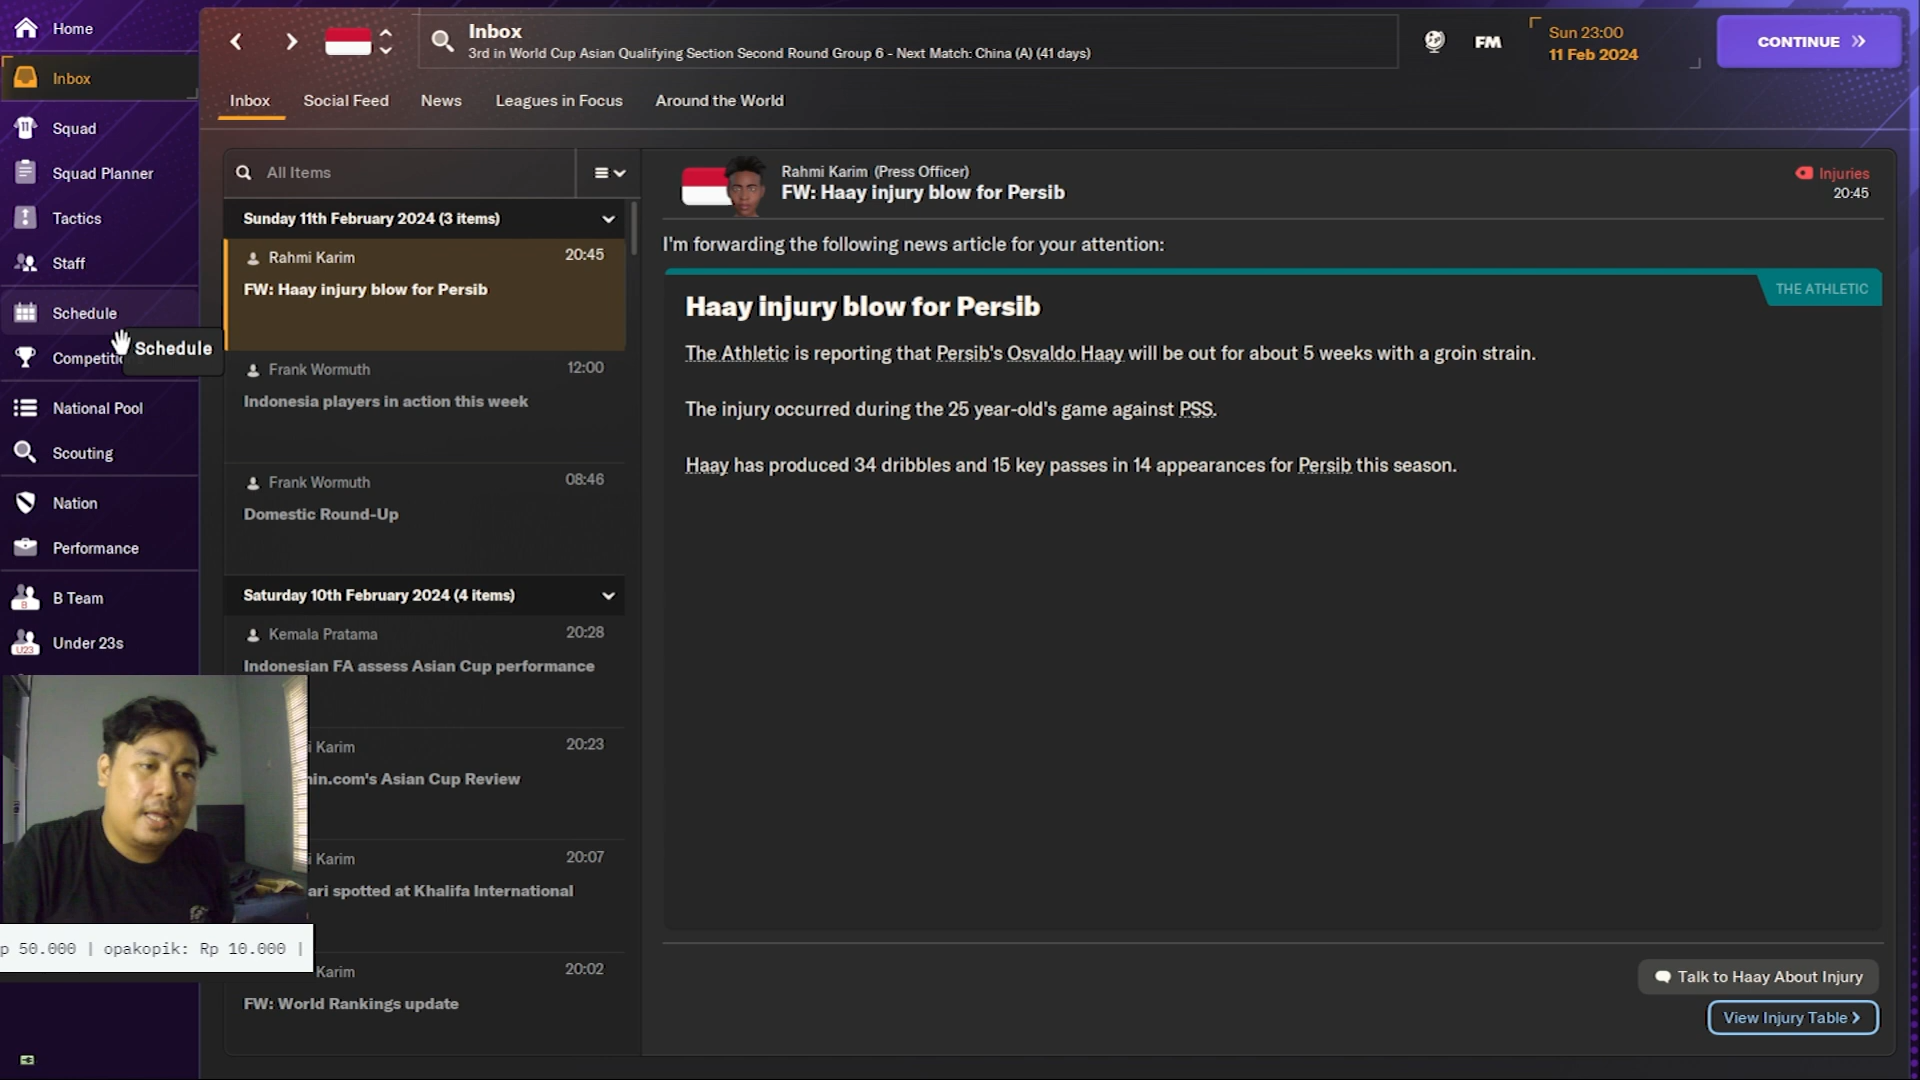 Home
Inbox
Squad
Squad Planner
Tactics
Staff
Schedule
Schedule
Competiti
National Pool
Scouting
Nation
Performance
B Team
Under 23s
U23
Inbox
3rd in World Cup Asian Qualifying Section Second Round Group 6 - Next Match: China (A) (41 days)
FM
Sun 23:00
11 Feb 2024
CONTINUE
Inbox Social Feed News Leagues in Focus Around the World
All Items
Sunday 11th February 2024 (3 items)
Rahmi Karim 20:45
FW: Haay injury blow for Persib
Frank Wormuth 12:00
Indonesia players in action this week
Frank Wormuth 08:46
Domestic Round-Up
Saturday 10th February 2024 (4 items)
Kemala Pratama 20:28
Indonesian FA assess Asian Cup performance
i Karim 20:23
in.com's Asian Cup Review
i Karim 20:07
ari spotted at Khalifa International
Karim 20:02
FW: World Rankings update
Rahmi Karim (Press Officer)
FW: Haay injury blow for Persib
Injuries
20:45
I'm forwarding the following news article for your attention:
THE ATHLETIC
Haay injury blow for Persib
The Athletic is reporting that Persib's Osvaldo Haay will be out for about 5 weeks with a groin strain.
The injury occurred during the 25 year-old's game against PSS.
Haay has produced 34 dribbles and 15 key passes in 14 appearances for Persib this season.
Talk to Haay About Injury
View Injury Table
p 50.000 | opakopik: Rp 10.000 |